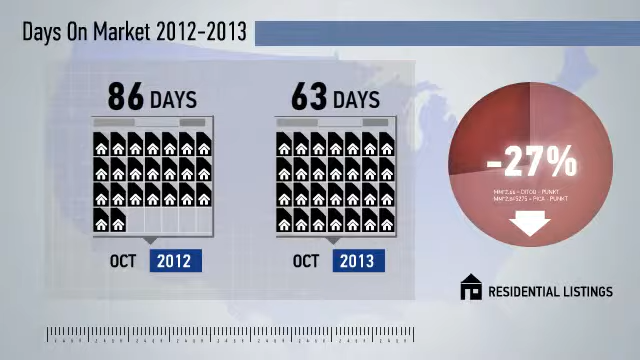 Days On Market 2012-2013
86 DAYS
63 DAYS
-27%
OCT 2012
OCT 2013
RESIDENTIAL LISTINGS